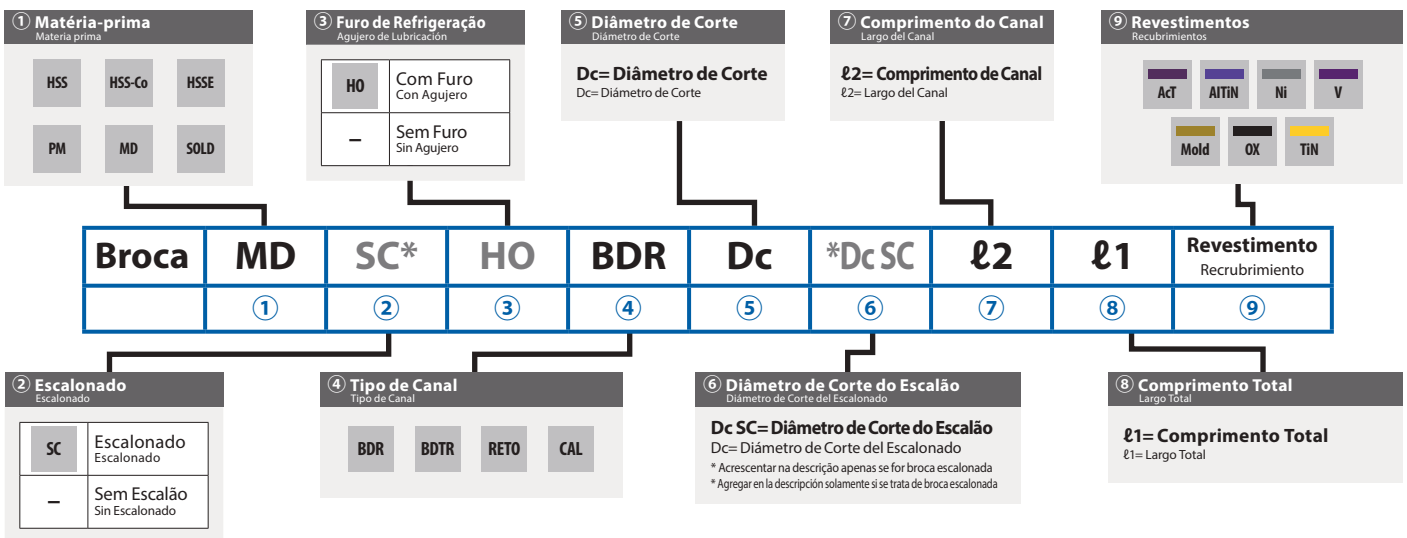 ① Matéria-prima
Materia prima
HSS HSS-Co HSSE
PM MD SOLD
③ Furo de Refrigeração
Agujero de Lubricación
HO Com Furo
Con Agujero
– Sem Furo
Sin Agujero
⑤ Diâmetro de Corte
Diámetro de Corte
Dc= Diâmetro de Corte
Dc= Diámetro de Corte
⑦ Comprimento do Canal
Largo del Canal
ℓ2= Comprimento de Canal
ℓ2= Largo del Canal
⑨ Revestimentos
Recubrimientos
AcT AlTiN Ni V
Mold OX TiN
Broca MD SC* HO BDR Dc *Dc SC ℓ2 ℓ1 Revestimento
Recrubrimiento
① ② ③ ④ ⑤ ⑥ ⑦ ⑧ ⑨
② Escalonado
Escalonado
SC Escalonado
Escalonado
– Sem Escalão
Sin Escalonado
④ Tipo de Canal
Tipo de Canal
BDR BDTR RETO CAL
⑥ Diâmetro de Corte do Escalão
Diámetro de Corte del Escalonado
Dc SC= Diâmetro de Corte do Escalão
Dc= Diámetro de Corte del Escalonado
* Acrescentar na descrição apenas se for broca escalonada
* Agregar en la descripción solamente si se trata de broca escalonada
⑧ Comprimento Total
Largo Total
ℓ1= Comprimento Total
ℓ1= Largo Total